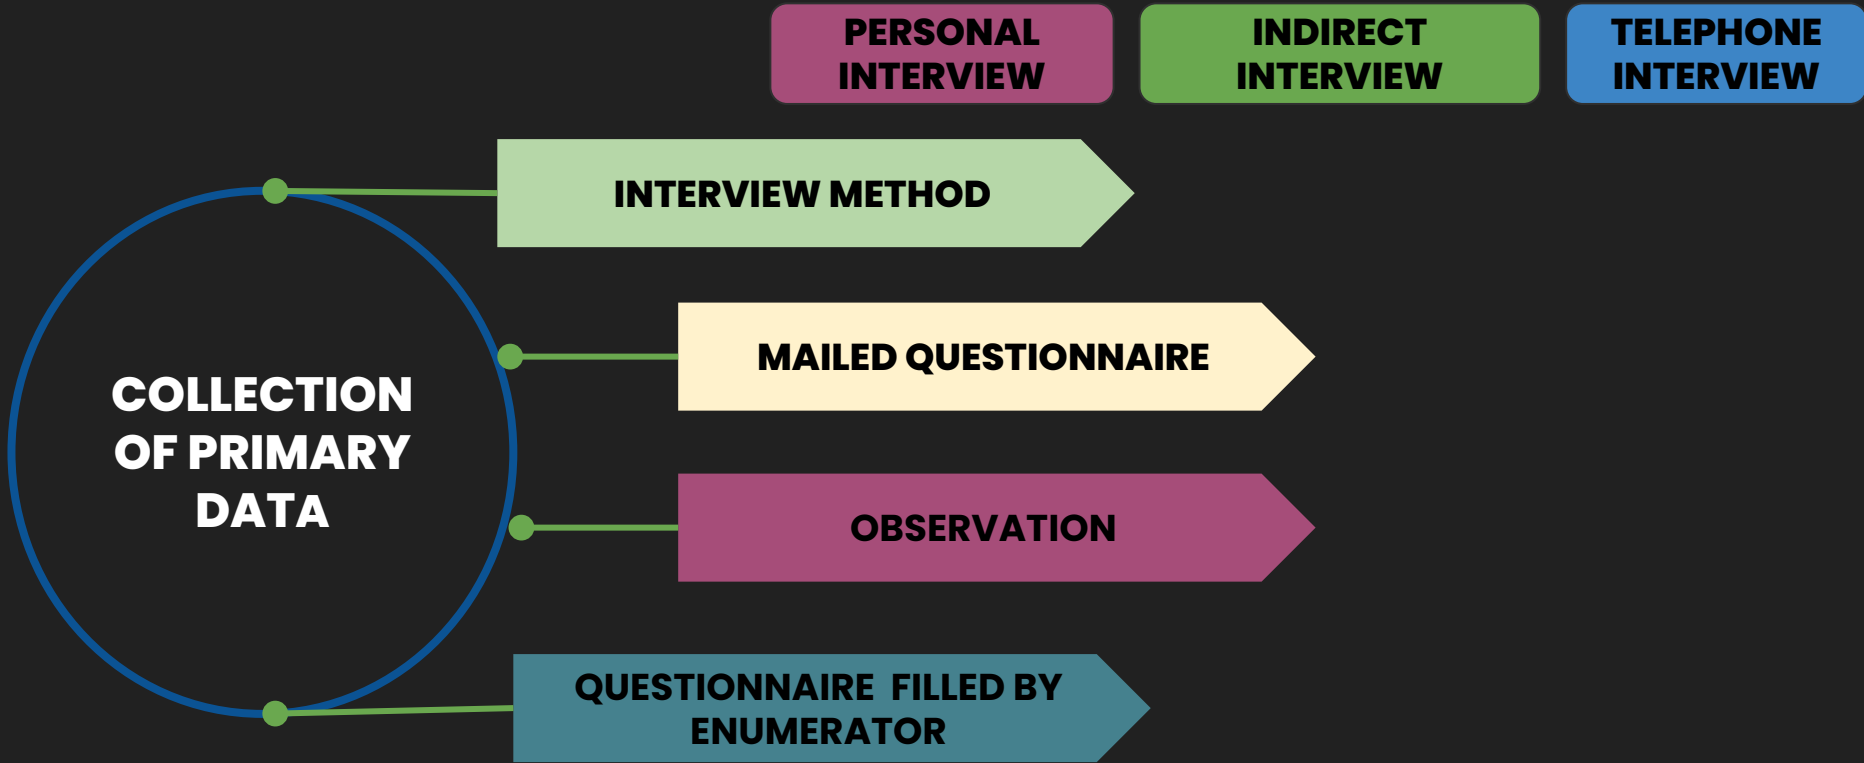 PERSONAL
INTERVIEW
INDIRECT
INTERVIEW
TELEPHONE
INTERVIEW
INTERVIEW METHOD
MAILED QUESTIONNAIRE
COLLECTION
OF PRIMARY
DATA
OBSERVATION
QUESTIONNAIRE FILLED BY
ENUMERATOR